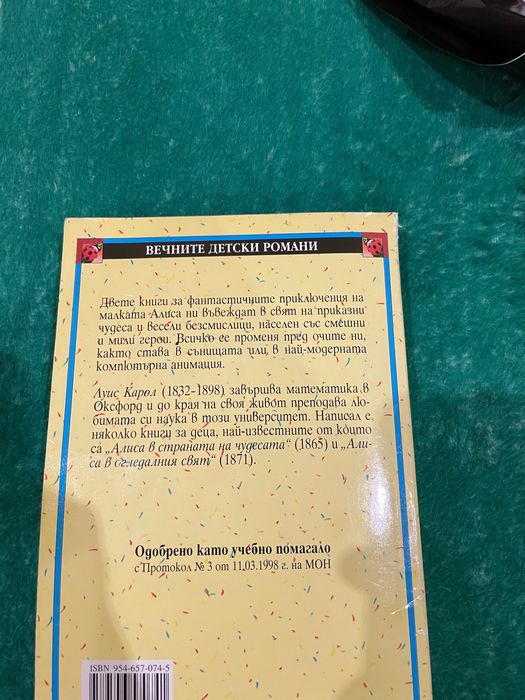 ВЕЧНИТЕ ДЕТСКИ РОМАНИ
Двете книги за фантастичните приключения на
малката Алиса ни въвеждат в свят на приказни
чудеса и весели безсмислици, населен със смешни
и мили герои. Всичко се променя пред очите ни,
както става в сънищата или в най-модерната
компютърна анимация.
Луис Карол (1832-1898) завършва математика в
Оксфорд и до края на своя живот преподава лю-
бимата си наука в този университет. Написал е
няколко книги за деца, най-известните от които
са „Алиса в страната на чудесата“ (1865) и „Али-
са в огледалния свят“ (1871).
Одобрено като учебно помагало
с Протокол № 3 от 11.03.1998 г. на МОН
ISBN 954-657-074-5